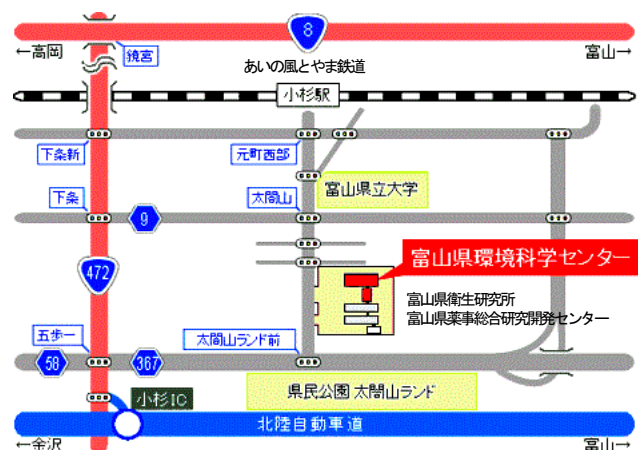 8
←高岡
鏡宮
富山→
あいの風とやま鉄道
小杉駅
下条新
元町西部
富山県立大学
下条
9
太閤山
472
富山県環境科学センター
富山県衛生研究所
富山県薬事総合研究開発センター
五歩一
太閤山ランド前
58
367
小杉IC
県民公園 太閤山ランド
北陸自動車道
←金沢
富山→